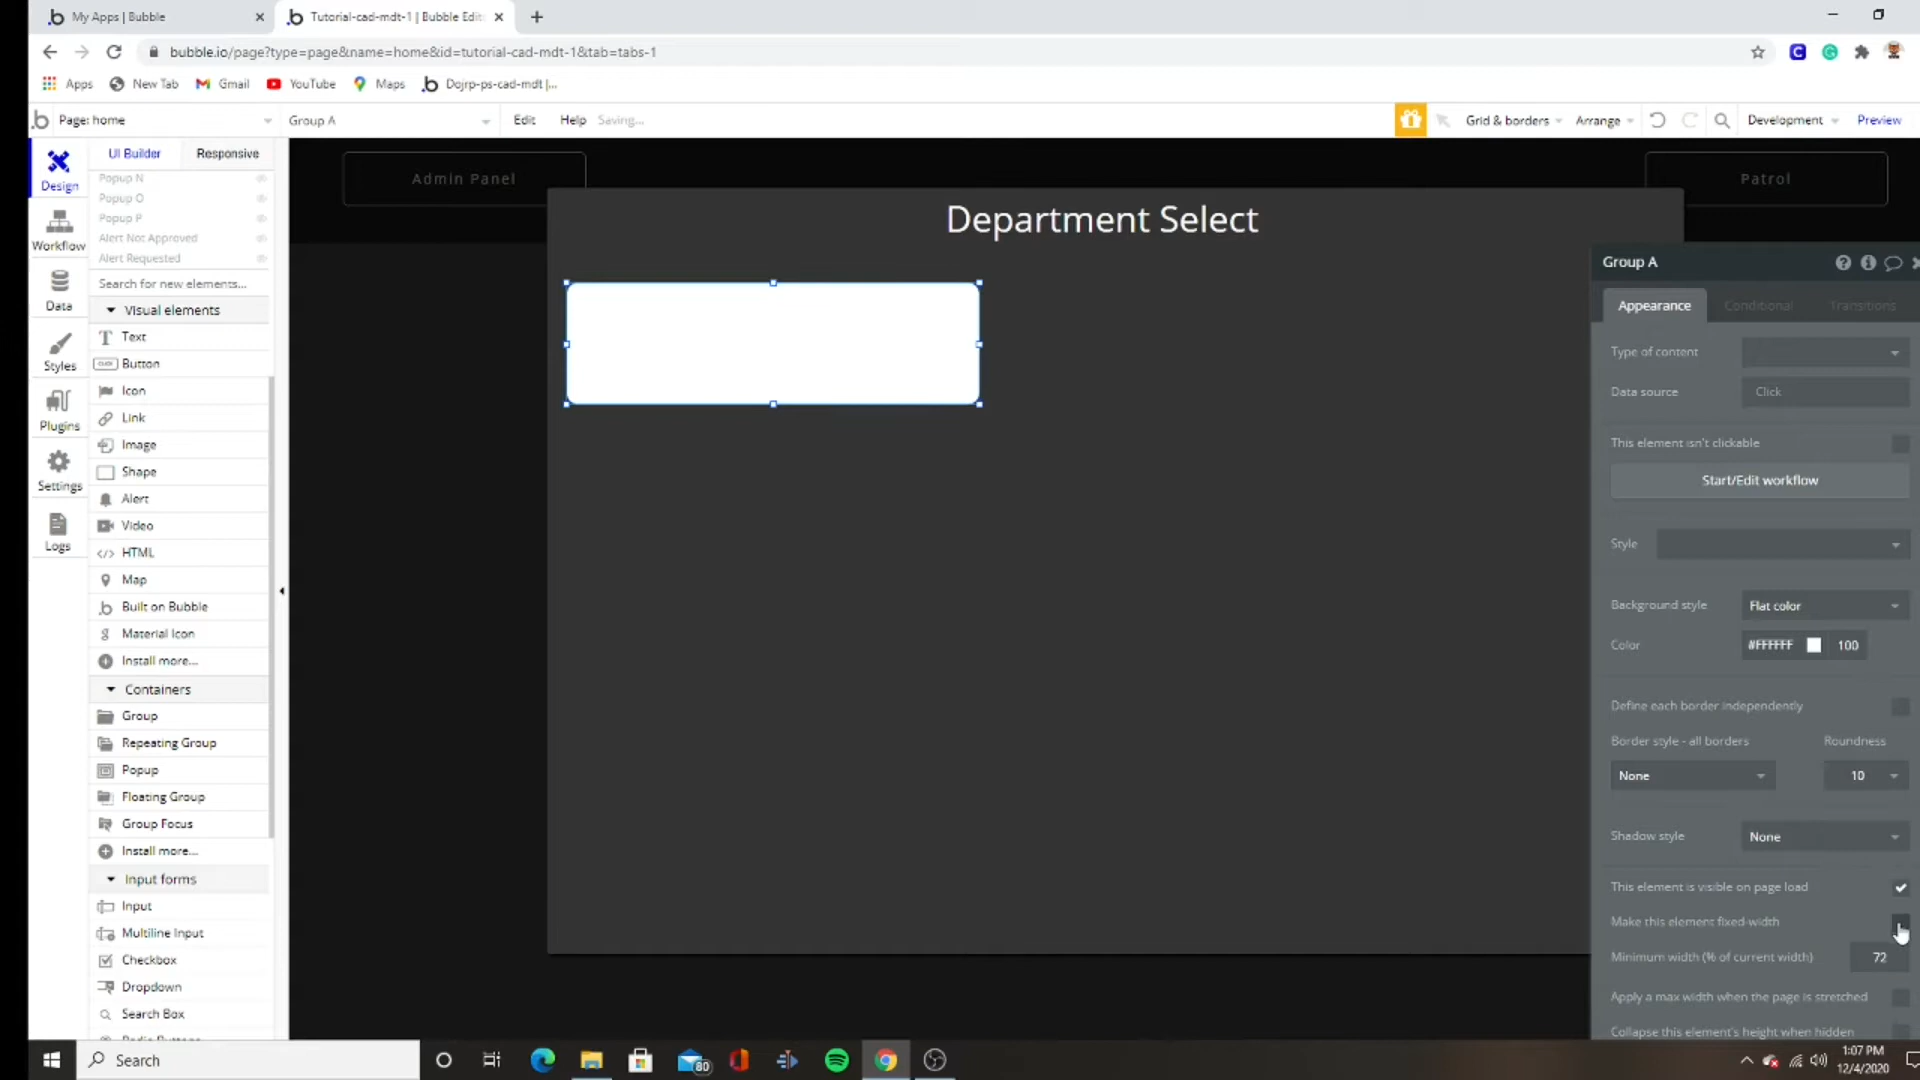 My Apps | Bubble
Tutorial-cad-mdt-1 | Bubble Edit
bubble.io/page?type=page&name=home&id=tutorial-cad-mdt-1&tab=tabs-1
Apps New Tab Gmail YouTube Maps Dojrp-ps-cad-mdt |...
Page: home Group A Edit Help Saving... Grid & borders Arrange Development Preview
UI Builder Responsive
Design
Workflow
Data
Styles
Plugins
Settings
Logs
Popup N
Popup O
Popup P
Alert Not Approved
Alert Requested
Search for new elements...
Visual elements
Text
Button
Icon
Link
Image
Shape
Alert
Video
HTML
Map
Built on Bubble
Material Icon
Install more...
Containers
Group
Repeating Group
Popup
Floating Group
Group Focus
Install more...
Input forms
Input
Multiline Input
Checkbox
Dropdown
Search Box
Admin Panel
Patrol
Department Select
Group A
Appearance Conditional Transitions
Type of content
Data source Click
This element isn't clickable
Start/Edit workflow
Style
Background style Flat color
Color #FFFFFF 100
Define each border independently
Border style - all borders Roundness
None 10
Shadow style None
This element is visible on page load
Make this element fixed-width
Minimum width (% of current width) 72
Apply a max width when the page is stretched
Collapse this element's height when hidden
Search
80
1:07 PM
12/4/2020